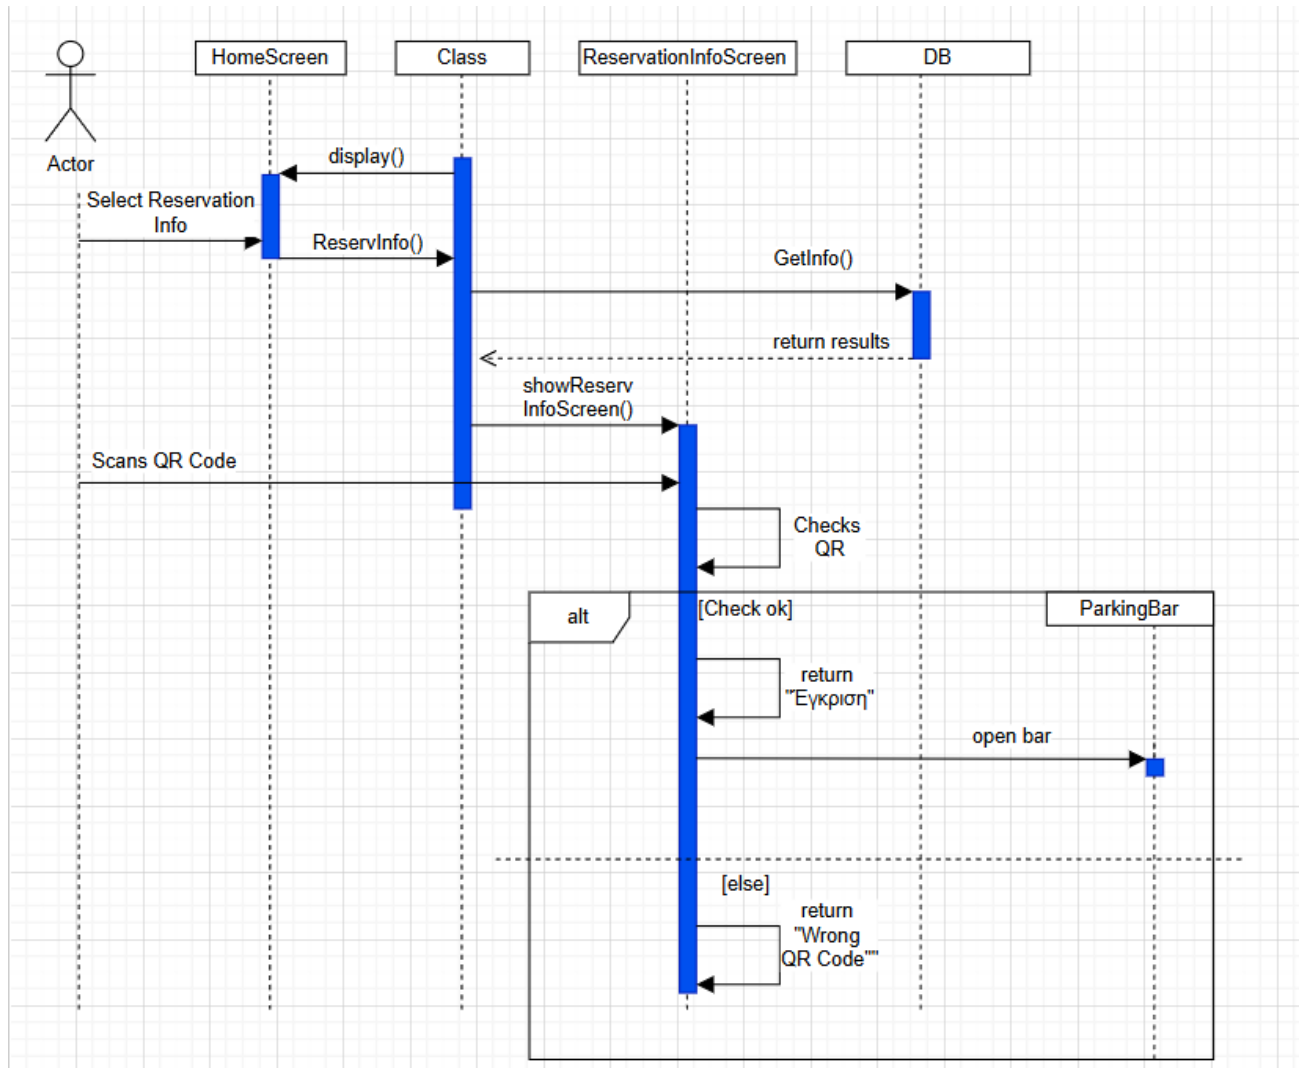 HomeScreen
Class
ReservationInfoScreen
DB
Actor
display()
Select Reservation
Info
ReservInfo()
GetInfo()
return results
showReserv
InfoScreen()
Scans QR Code
Checks
QR
alt
[Check ok]
ParkingBar
return
"Έγκριση"
open bar
[else]
return
"Wrong
QR Code""